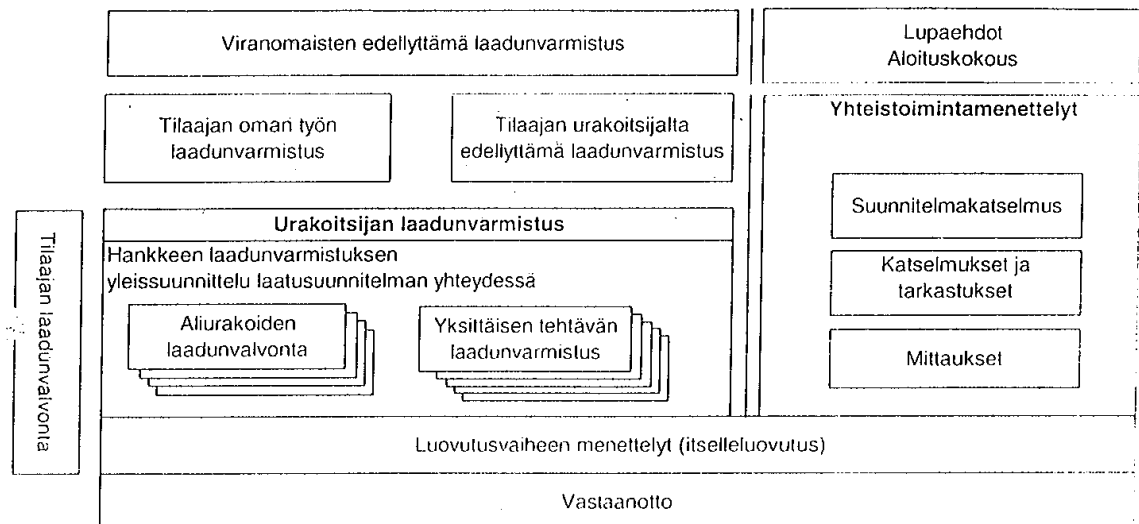 Viranomaisten edellyttämä laadunvarmistus
Lupaehdot
Aloituskokous
Tilaajan oman työn
laadunvarmistus
Tilaajan urakoitsijalta
edellyttämä laadunvarmistus
Yhteistoimintamenettelyt
Suunnitelmakatselmus
Katselmukset ja
tarkastukset
Mittaukset
Tilaajan laadunvalvonta
Urakoitsijan laadunvarmistus
Hankkeen laadunvarmistuksen
yleissuunnittelu laatusuunnitelman yhteydessä
Aliurakoiden
laadunvalvonta
Yksittäisen tehtävän
laadunvarmistus
Luovutusvaiheen menettelyt (itselleluovutus)
Vastaanotto